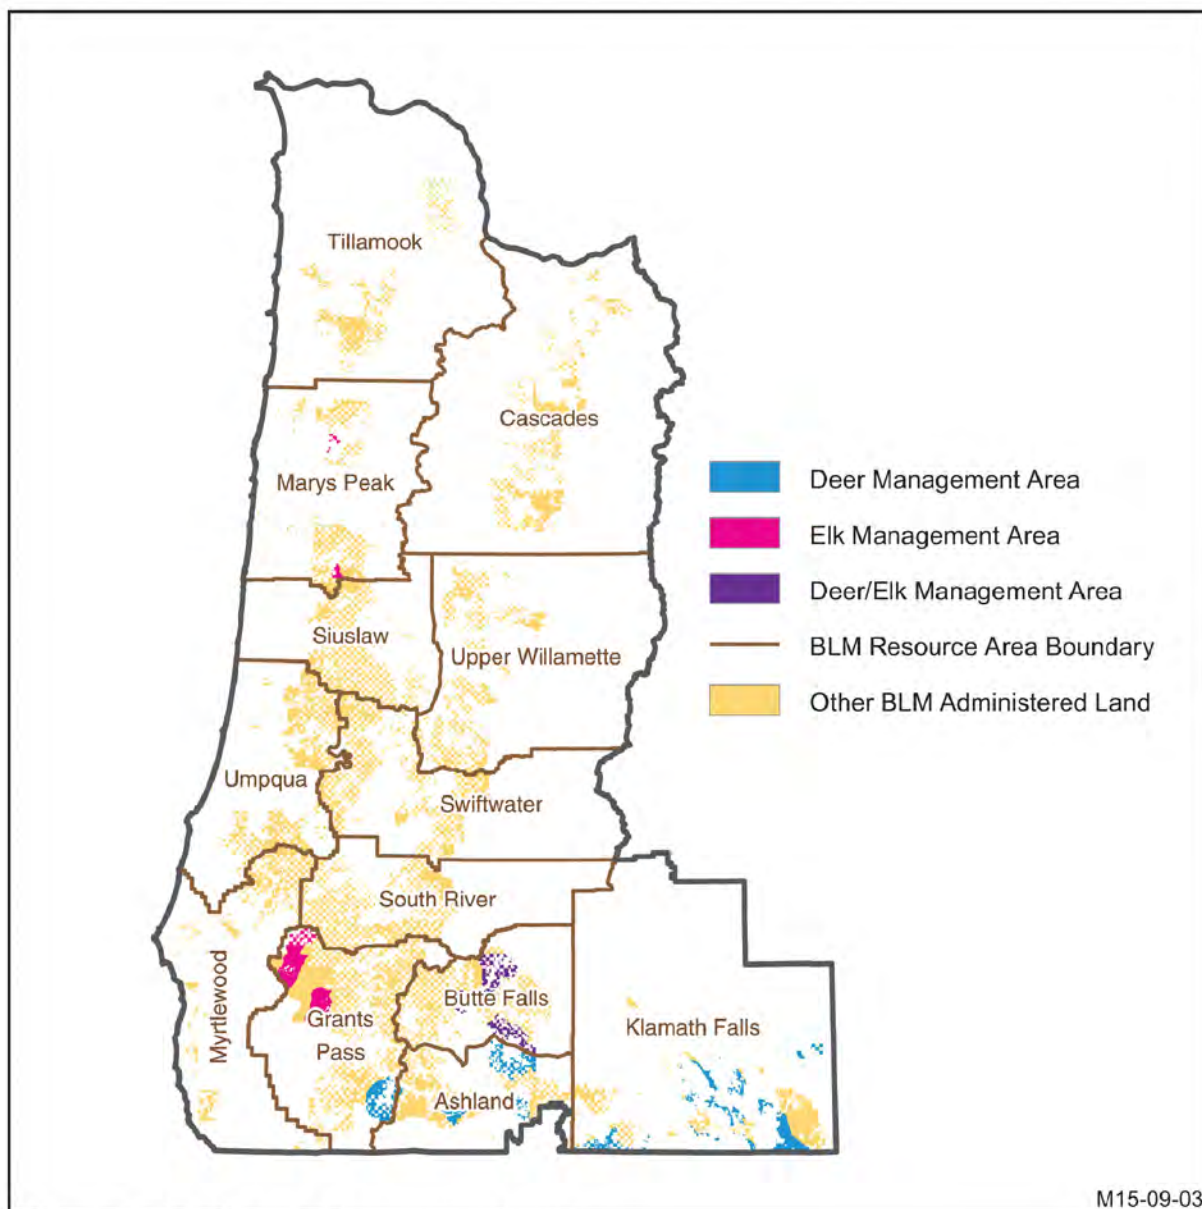 Tillamook
Cascades
Marys Peak
Siuslaw
Upper Willamette
Umpqua
Swiftwater
South River
Myrtlewood
Grants
Pass
Butte Falls
Klamath Falls
Ashland
Deer Management Area
Elk Management Area
Deer/Elk Management Area
BLM Resource Area Boundary
Other BLM Administered Land
M15-09-03